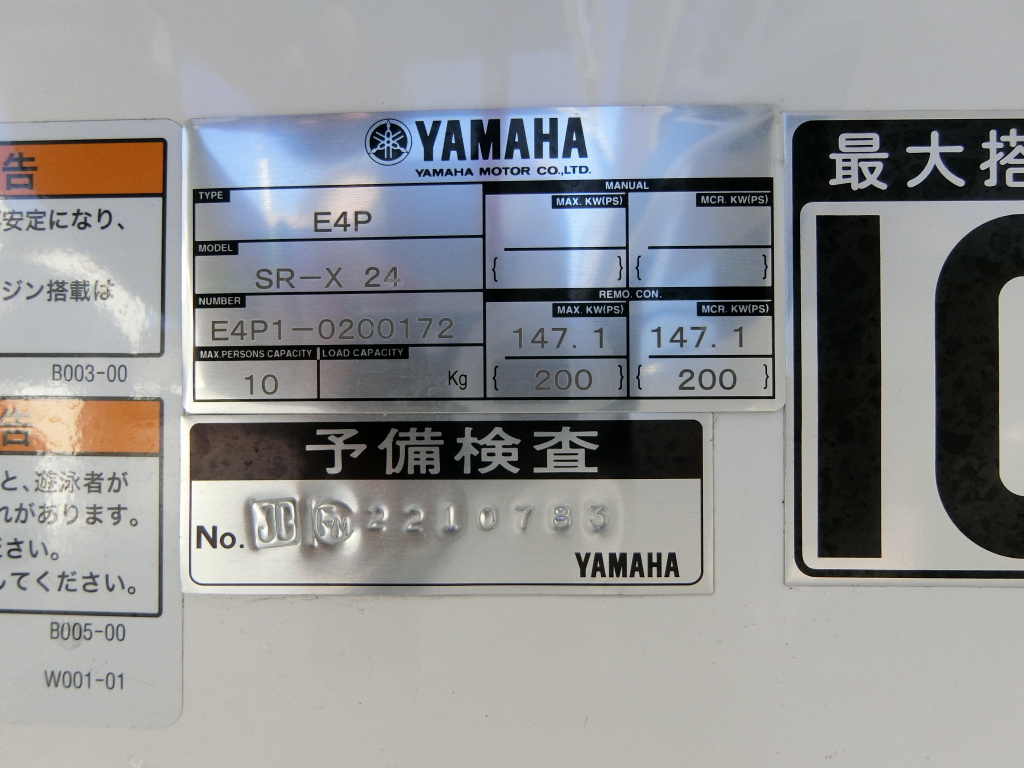 告
安定になり、
ジン搭載は
B003-00
告
と、遊泳者が
れがあります。
ださい。
してください。
B005-00
W001-01
YAMAHA
YAMAHA MOTOR CO.,LTD.
TYPE
E4P
MODEL
SR-X 24
NUMBER
E4P1-0200172
MAX PERSONS CAPACITY
10
LOAD CAPACITY
Kg
MANUAL
MAX. KW(PS) MCR. KW(PS)
{ } { }
REMO. CON.
MAX. KW(PS) MCR. KW(PS)
147.1 147.1
{ 200 } { 200 }
予備検査
No. JC 2210783
YAMAHA
最大搭
10